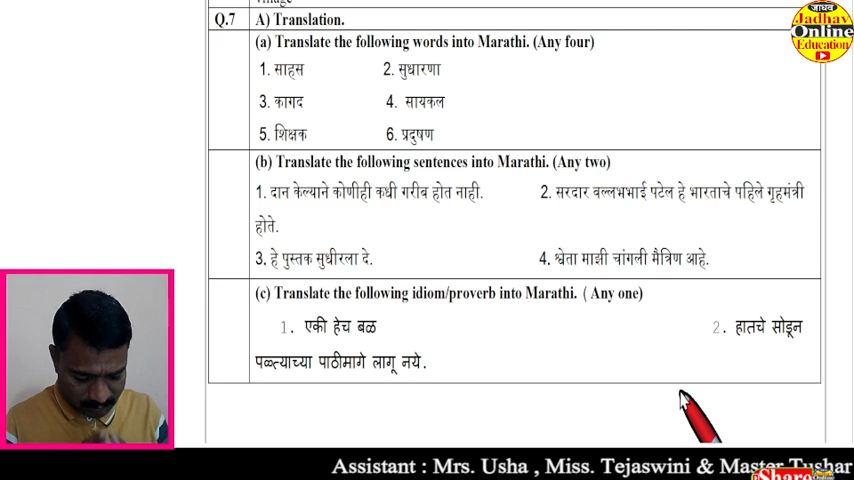 village
जाधव
Jadhav
Online
Education
Q.7 A) Translation.
(a) Translate the following words into Marathi. (Any four)
1. साहस 2. सुधारणा
3. कागद 4. सायकल
5. शिक्षक 6. प्रदुषण
(b) Translate the following sentences into Marathi. (Any two)
1. दान केल्याने कोणीही कधी गरीब होत नाही. 2. सरदार वल्लभभाई पटेल हे भारताचे पहिले गृहमंत्री
होते.
3. हे पुस्तक सुधीरला दे. 4. श्वेता माझी चांगली मैत्रिण आहे.
(c) Translate the following idiom/proverb into Marathi. ( Any one)
1. एकी हेच बळ 2. हातचे सोडून
पळत्याच्या पाठीमागे लागू नये.
Assistant : Mrs. Usha , Miss. Tejaswini & Master Tushar
Share